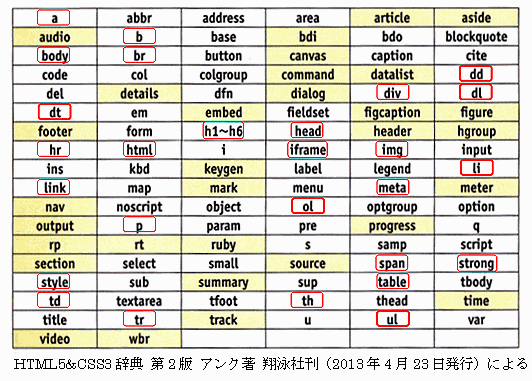 a abbr address area article aside
audio b base bdi bdo blockquote
body br button canvas caption cite
code col colgroup command datalist dd
del details dfn dialog div dl
dt em embed fieldset figcaption figure
footer form h1〜h6 head header hgroup
hr html i iframe img input
ins kbd keygen label legend li
link map mark menu meta meter
nav noscript object ol optgroup option
output p param pre progress q
rp rt ruby s samp script
section select small source span strong
style sub summary sup table tbody
td textarea tfoot th thead time
title tr track u ul var
video wbr
HTML5&CSS3辞典 第2版 アンク著 翔泳社刊（2013年4月23日発行）による